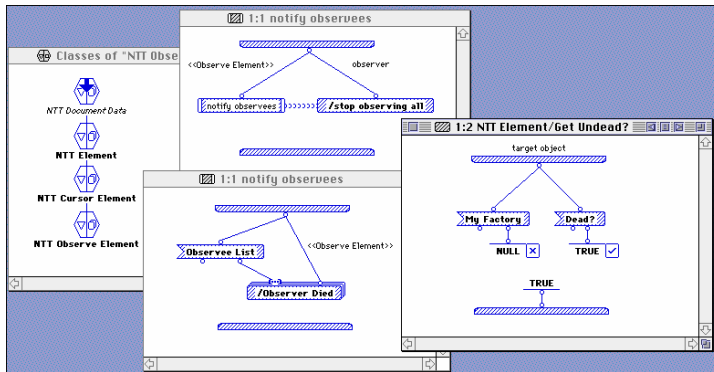 1:1 notify observees
Classes of "NTT Obse
<<Observe Element>>
observer
notify observees
/stop observing all
NTT Document Data
NTT Element
NTT Cursor Element
NTT Observe Element
1:2 NTT Element/Get Undead?
target object
My Factory
Dead?
NULL
TRUE
TRUE
1:1 notify observees
<<Observe Element>>
Observee List
/Observer Died